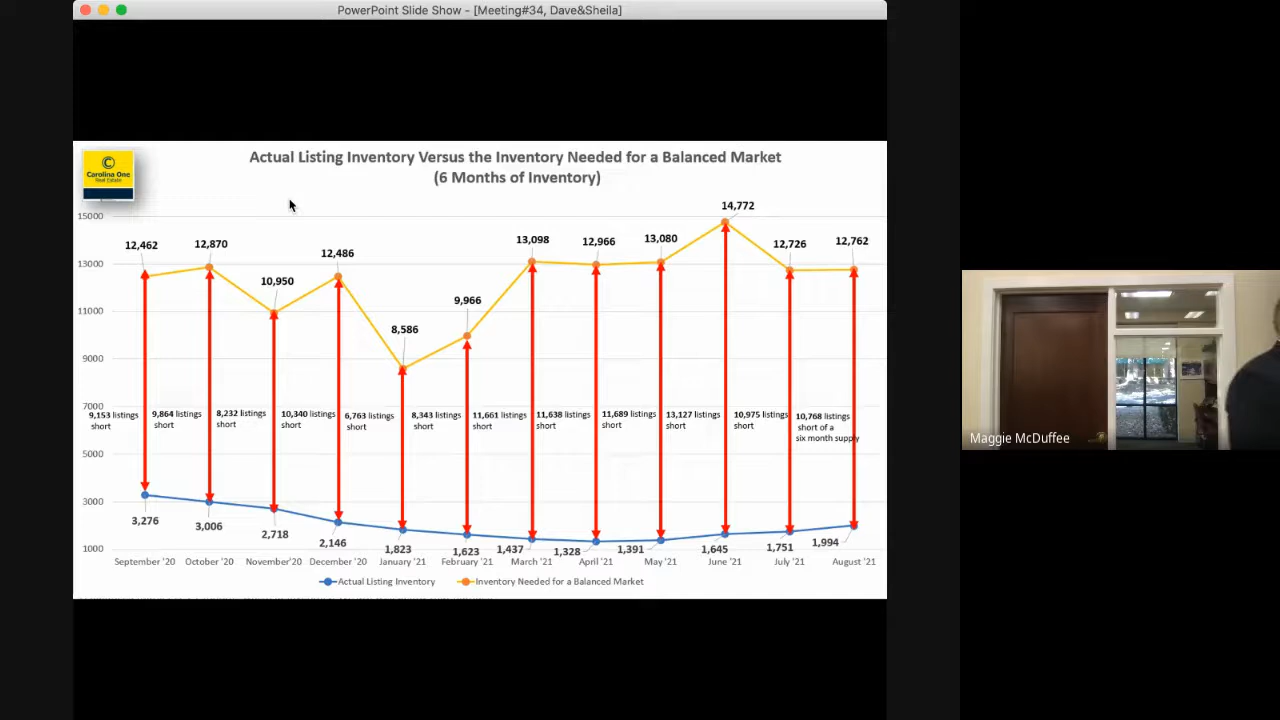 PowerPoint Slide Show - [Meeting#34, Dave&Sheila]
©
Carolina One
Real Estate
Actual Listing Inventory Versus the Inventory Needed for a Balanced Market
(6 Months of Inventory)
15000
13000
11000
9000
7000
5000
3000
1000
12,462
12,870
10,950
12,486
8,586
9,966
13,098
12,966
13,080
14,772
12,726
12,762
9,153 listings
short
9,864 listings
short
8,232 listings
short
10,340 listings
short
6,763 listings
short
8,343 listings
short
11,661 listings
short
11,638 listings
short
11,689 listings
short
13,127 listings
short
10,975 listings
short
10,768 listings
short of a
six month supply
3,276
3,006
2,718
2,146
1,823
1,623
1,437
1,328
1,391
1,645
1,751
1,994
September '20
October '20
November'20
December '20
January '21
February '21
March '21
April '21
May '21
June '21
July '21
August '21
Actual Listing Inventory
Inventory Needed for a Balanced Market
Maggie McDuffee